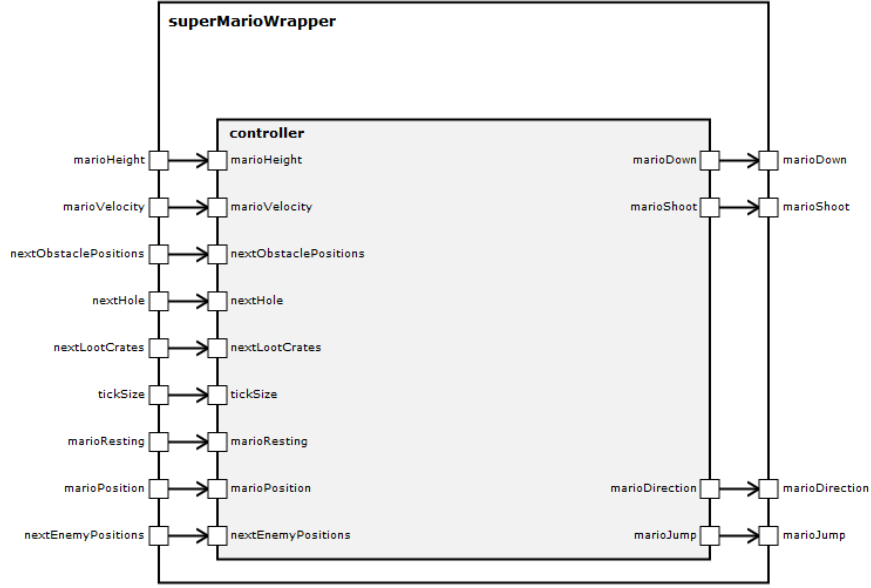 superMarioWrapper
controller
marioHeight marioHeight marioDown marioDown
marioVelocity marioVelocity marioShoot marioShoot
nextObstaclePositions nextObstaclePositions
nextHole nextHole
nextLootCrates nextLootCrates
tickSize tickSize
marioResting marioResting
marioPosition marioPosition marioDirection marioDirection
nextEnemyPositions nextEnemyPositions marioJump marioJump